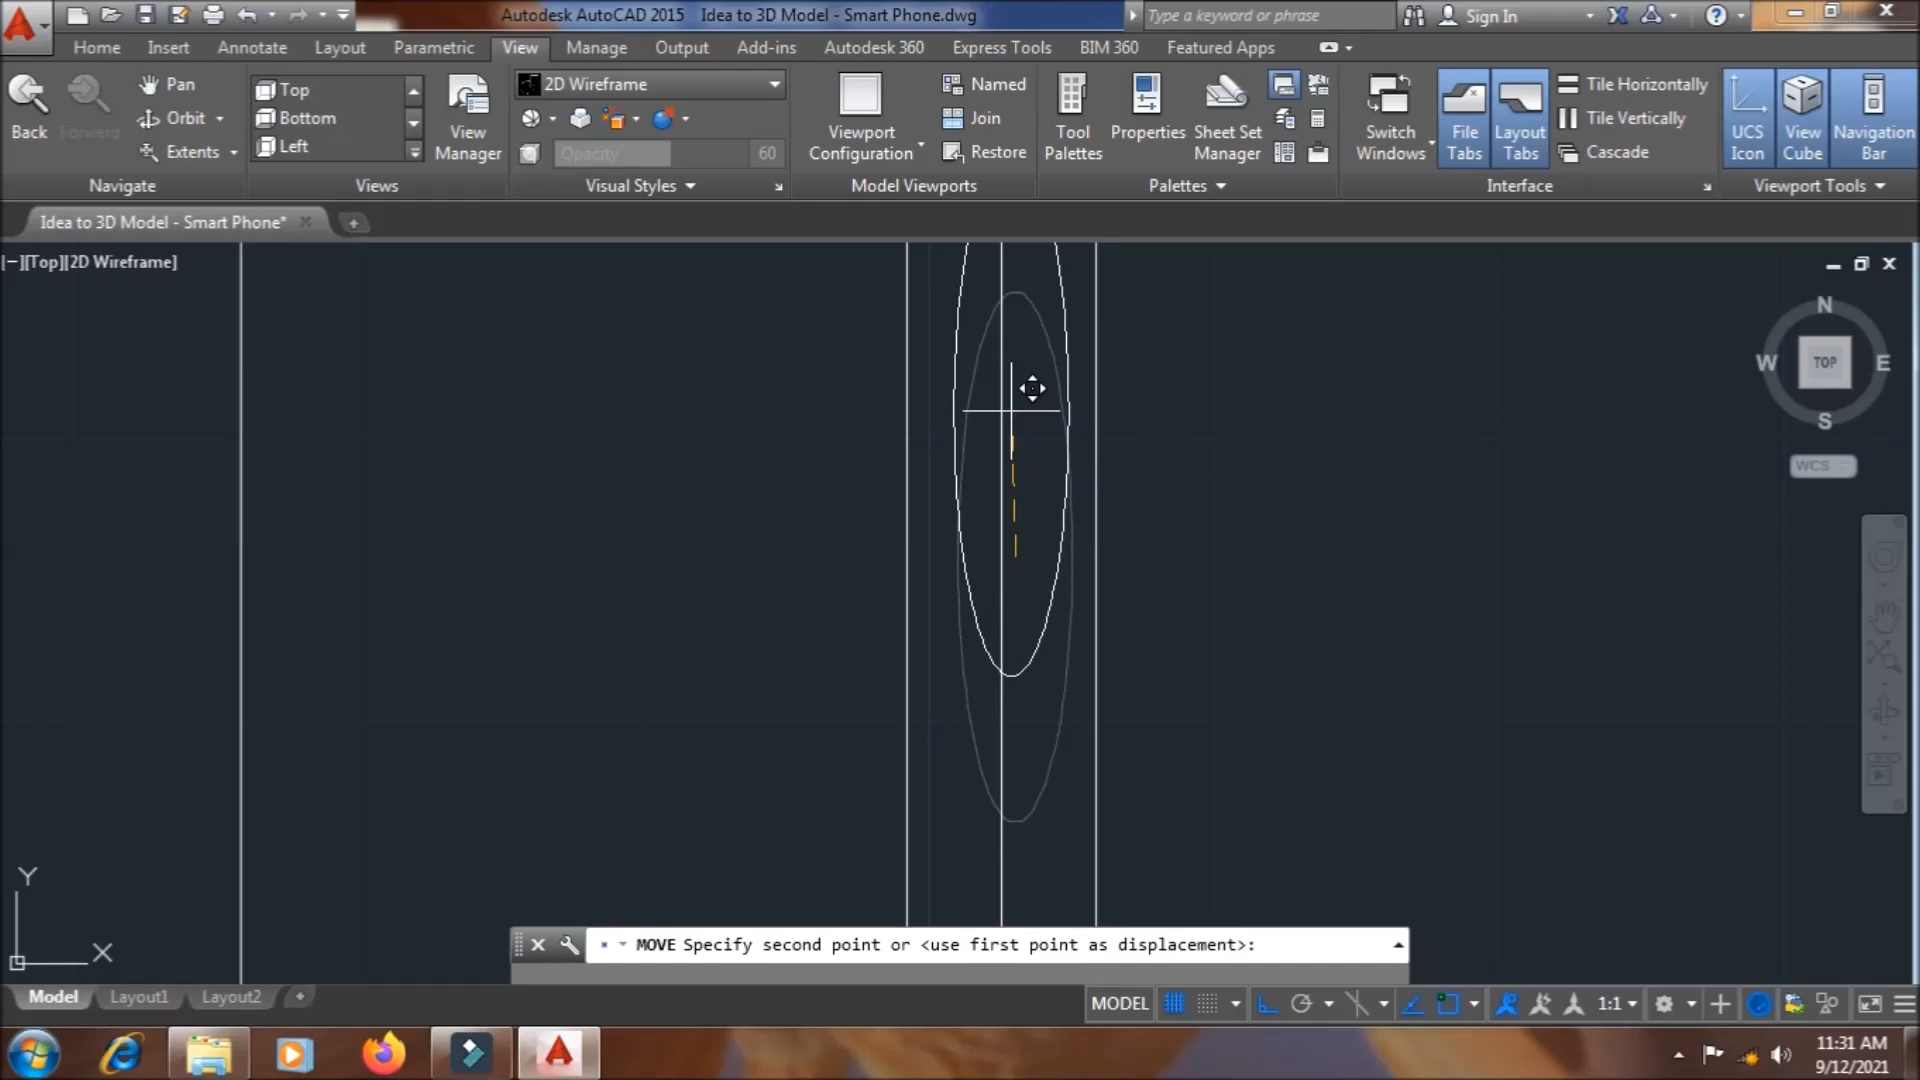 Autodesk AutoCAD 2015 Idea to 3D Model - Smart Phone.dwg
Type a keyword or phrase
Sign In
Home Insert Annotate Layout Parametric View Manage Output Add-ins Autodesk 360 Express Tools BIM 360 Featured Apps
Back
Forward
Pan
Orbit
Extents
Navigate
Top
Bottom
Left
View
Manager
Views
2D Wireframe
Opacity 60
Visual Styles
Viewport
Configuration
Named
Join
Restore
Model Viewports
Tool
Palettes
Properties
Sheet Set
Manager
Palettes
Switch
Windows
File
Tabs
Layout
Tabs
Tile Horizontally
Tile Vertically
Cascade
Interface
UCS
Icon
View
Cube
Navigation
Bar
Viewport Tools
Idea to 3D Model - Smart Phone*
[−][Top][2D Wireframe]
N
W TOP E
S
WCS
Y
X
MOVE Specify second point or <use first point as displacement>:
Model Layout1 Layout2
MODEL
1:1
11:31 AM
9/12/2021